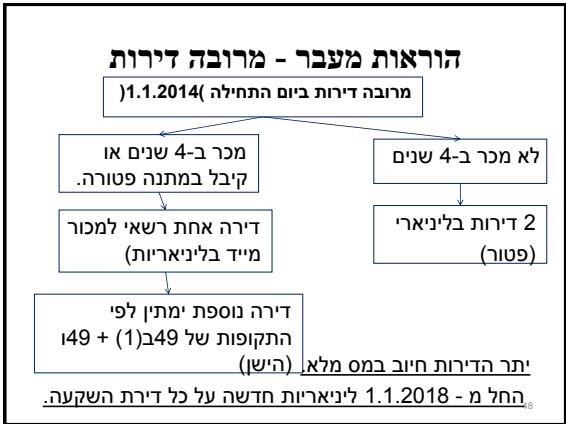 הוראות מעבר - מרובה דירות
מרובה דירות ביום התחילה )1.1.2014(
לא מכר ב-4 שנים
2 דירות בליניארי
(פטור)
מכר ב-4 שנים או
קיבל במתנה פטורה.
דירה אחת רשאי למכור
מייד בליניאריות)
דירה נוספת ימתין לפי
התקופות של 49ב(1) + 49ו
(הישן)
יתר הדירות חיוב במס מלא.
החל מ - 1.1.2018 ליניאריות חדשה על כל דירת השקעה.
48